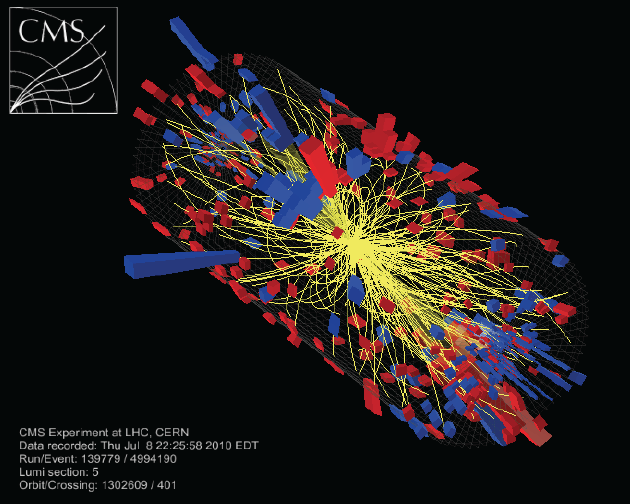 CMS
CMS Experiment at LHC, CERN
Data recorded: Thu Jul  8 22:25:58 2010 EDT
Run/Event: 139779 / 4994190
Lumi section: 5
Orbit/Crossing: 1302609 / 401